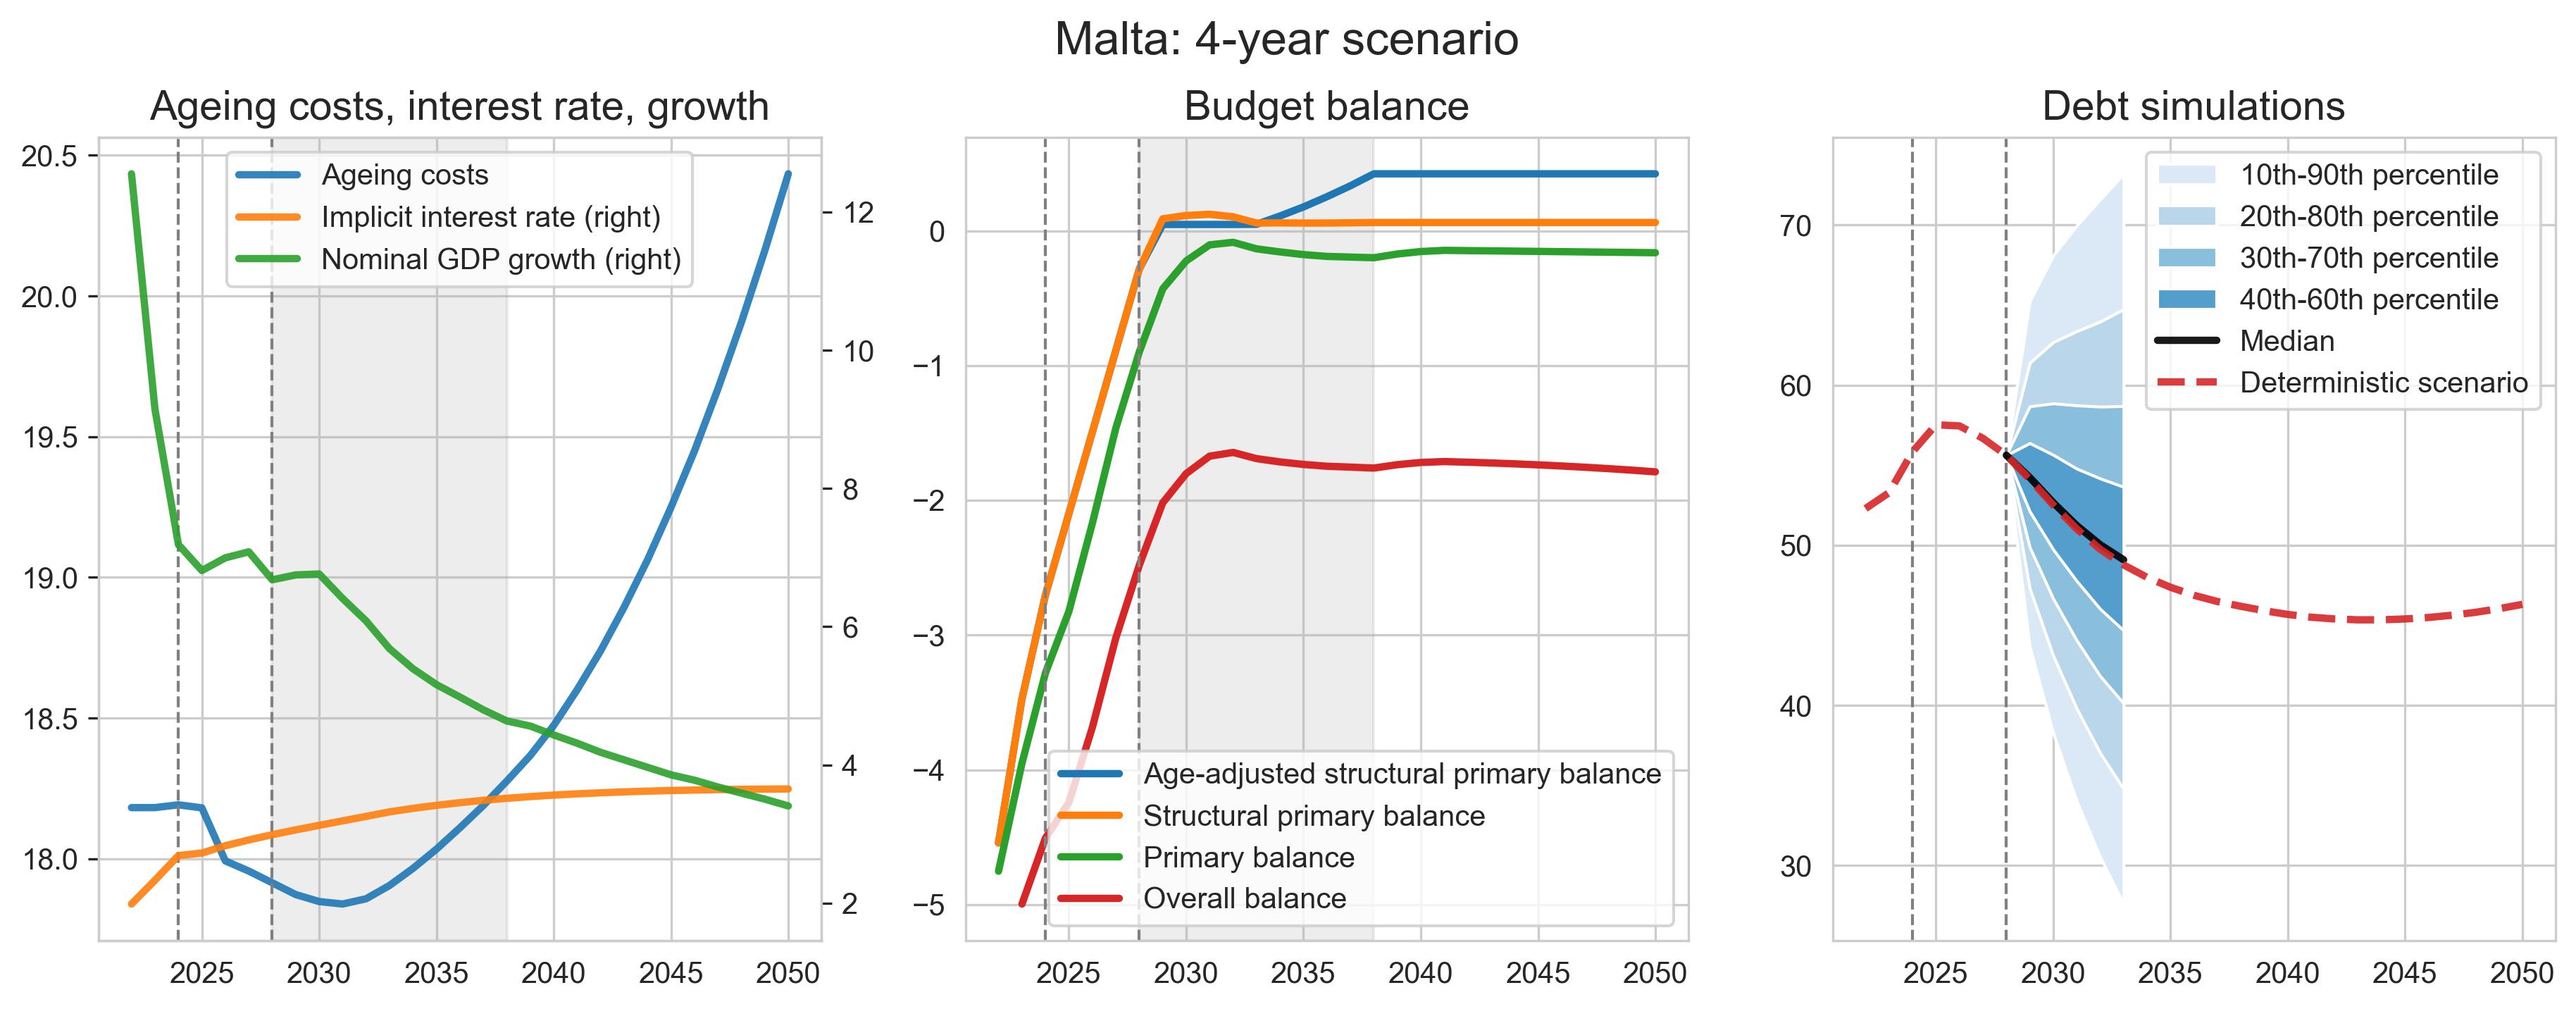 Malta: 4-year scenario
Ageing costs, interest rate, growth
20.5
20.0
19.5
19.0
18.5
18.0
12
10
8
6
4
2
Ageing costs
Implicit interest rate (right)
Nominal GDP growth (right)
2025 2030 2035 2040 2045 2050
Budget balance
0
−1
−2
−3
−4
−5
Age-adjusted structural primary balance
Structural primary balance
Primary balance
Overall balance
2025 2030 2035 2040 2045 2050
Debt simulations
70
60
50
40
30
10th-90th percentile
20th-80th percentile
30th-70th percentile
40th-60th percentile
Median
Deterministic scenario
2025 2030 2035 2040 2045 2050